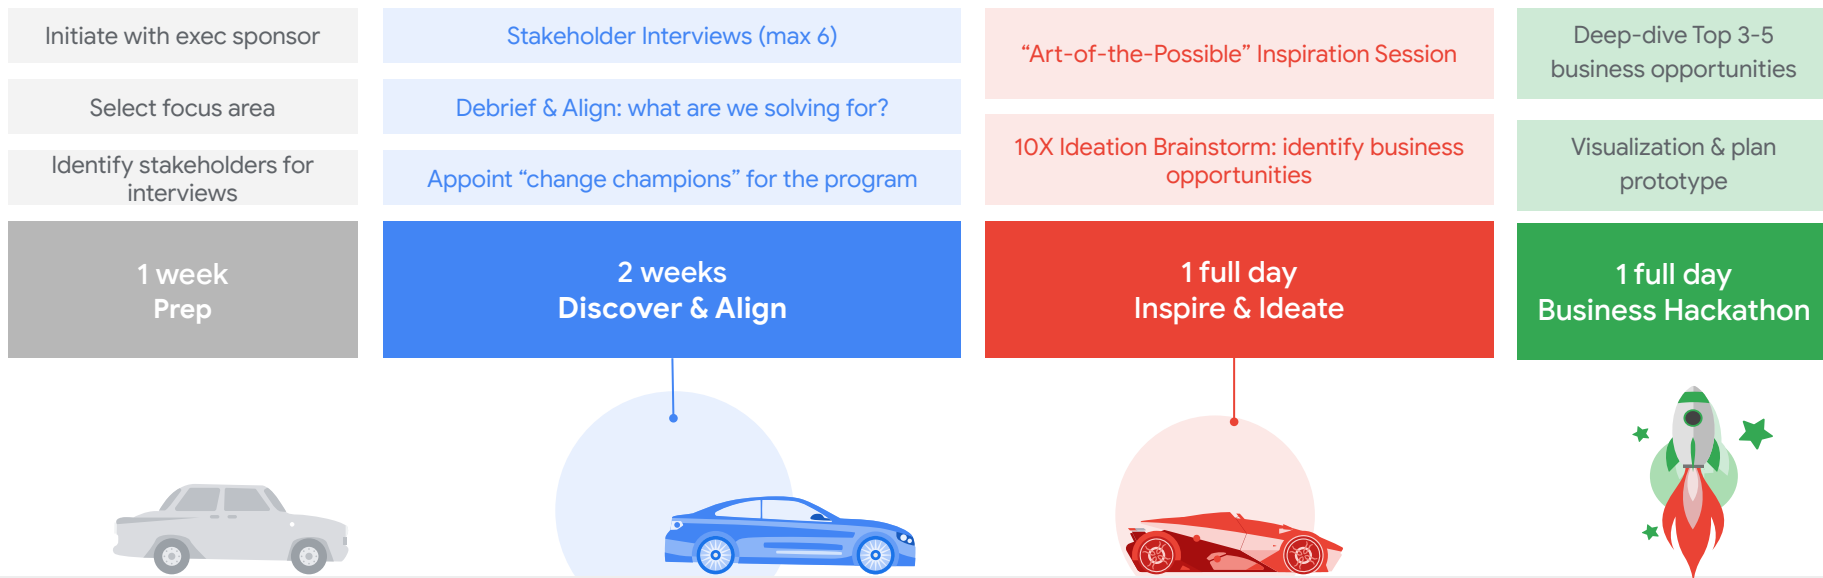 Initiate with exec sponsor
Select focus area
Identify stakeholders for
interviews
1 week
Prep
Stakeholder Interviews (max 6)
Debrief & Align: what are we solving for?
Appoint “change champions” for the program
2 weeks
Discover & Align
“Art-of-the-Possible” Inspiration Session
10X Ideation Brainstorm: identify business
opportunities
1 full day
Inspire & Ideate
Deep-dive Top 3-5
business opportunities
Visualization & plan
prototype
1 full day
Business Hackathon